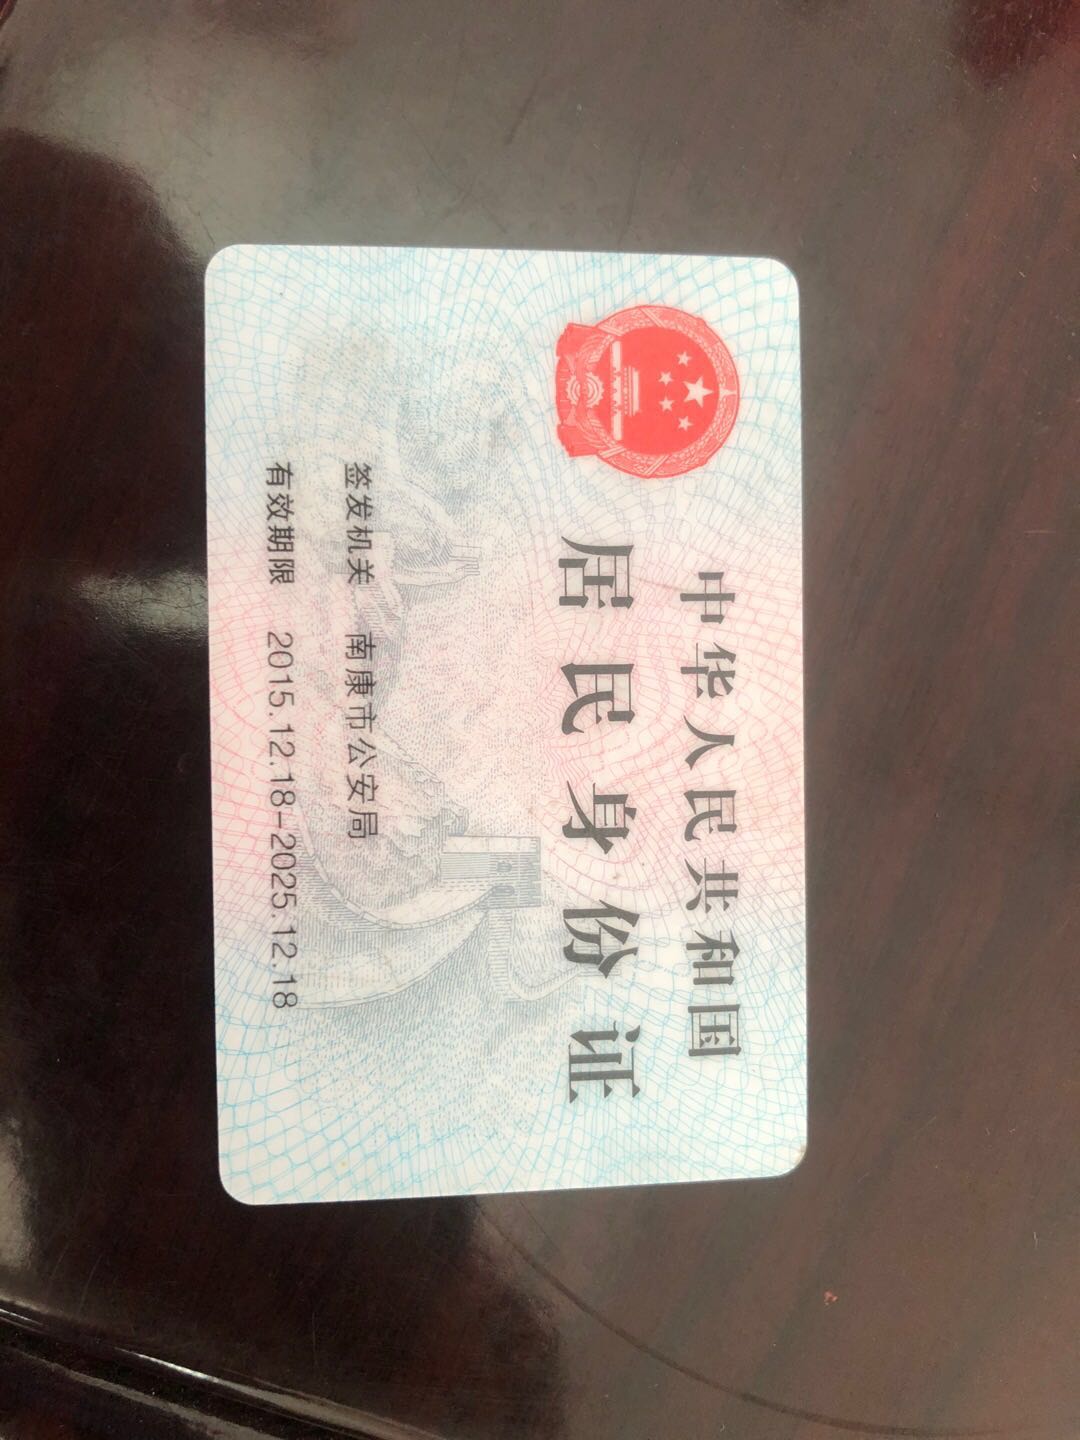 中华人民共和国
居民身份证
签发机关 南康市公安局
有效期限 2015.12.18-2025.12.18